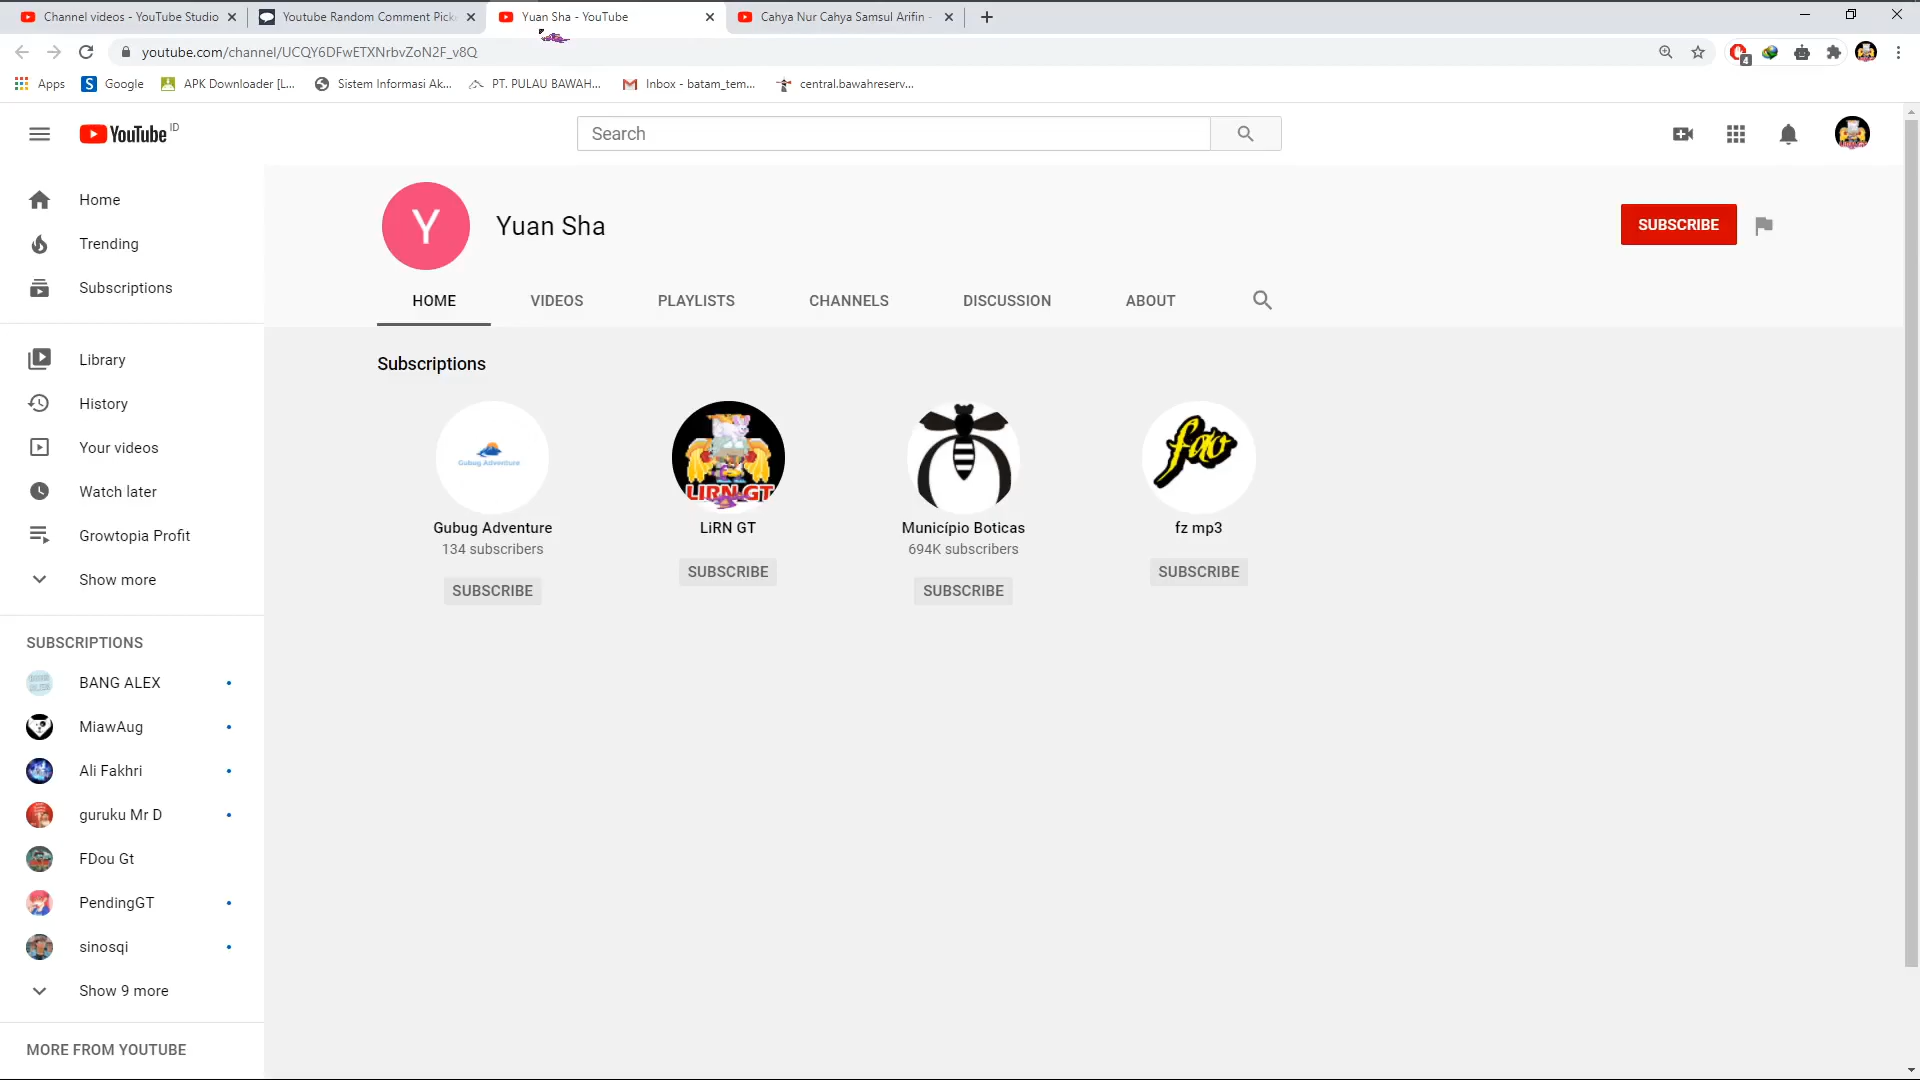 Channel videos - YouTube Studio
Youtube Random Comment Picke
Yuan Sha - YouTube
Cahya Nur Cahya Samsul Arifin -
youtube.com/channel/UCQY6DFwETXNrbvZoN2F_v8Q
4
Apps
S Google
APK Downloader [L...
Sistem Informasi Ak...
PT. PULAU BAWAH...
Inbox - batam_tem...
central.bawahreserv...
YouTube ID
Search
Home
Trending
Subscriptions
Library
History
Your videos
Watch later
Growtopia Profit
Show more
SUBSCRIPTIONS
BANG ALEX
MiawAug
Ali Fakhri
guruku Mr D
FDou Gt
PendingGT
sinosqi
Show 9 more
MORE FROM YOUTUBE
Y
Yuan Sha
SUBSCRIBE
HOME VIDEOS PLAYLISTS CHANNELS DISCUSSION ABOUT
Subscriptions
Gubug Adventure
LIRN GT
fao
Gubug Adventure
134 subscribers
SUBSCRIBE
LiRN GT
SUBSCRIBE
Município Boticas
694K subscribers
SUBSCRIBE
fz mp3
SUBSCRIBE